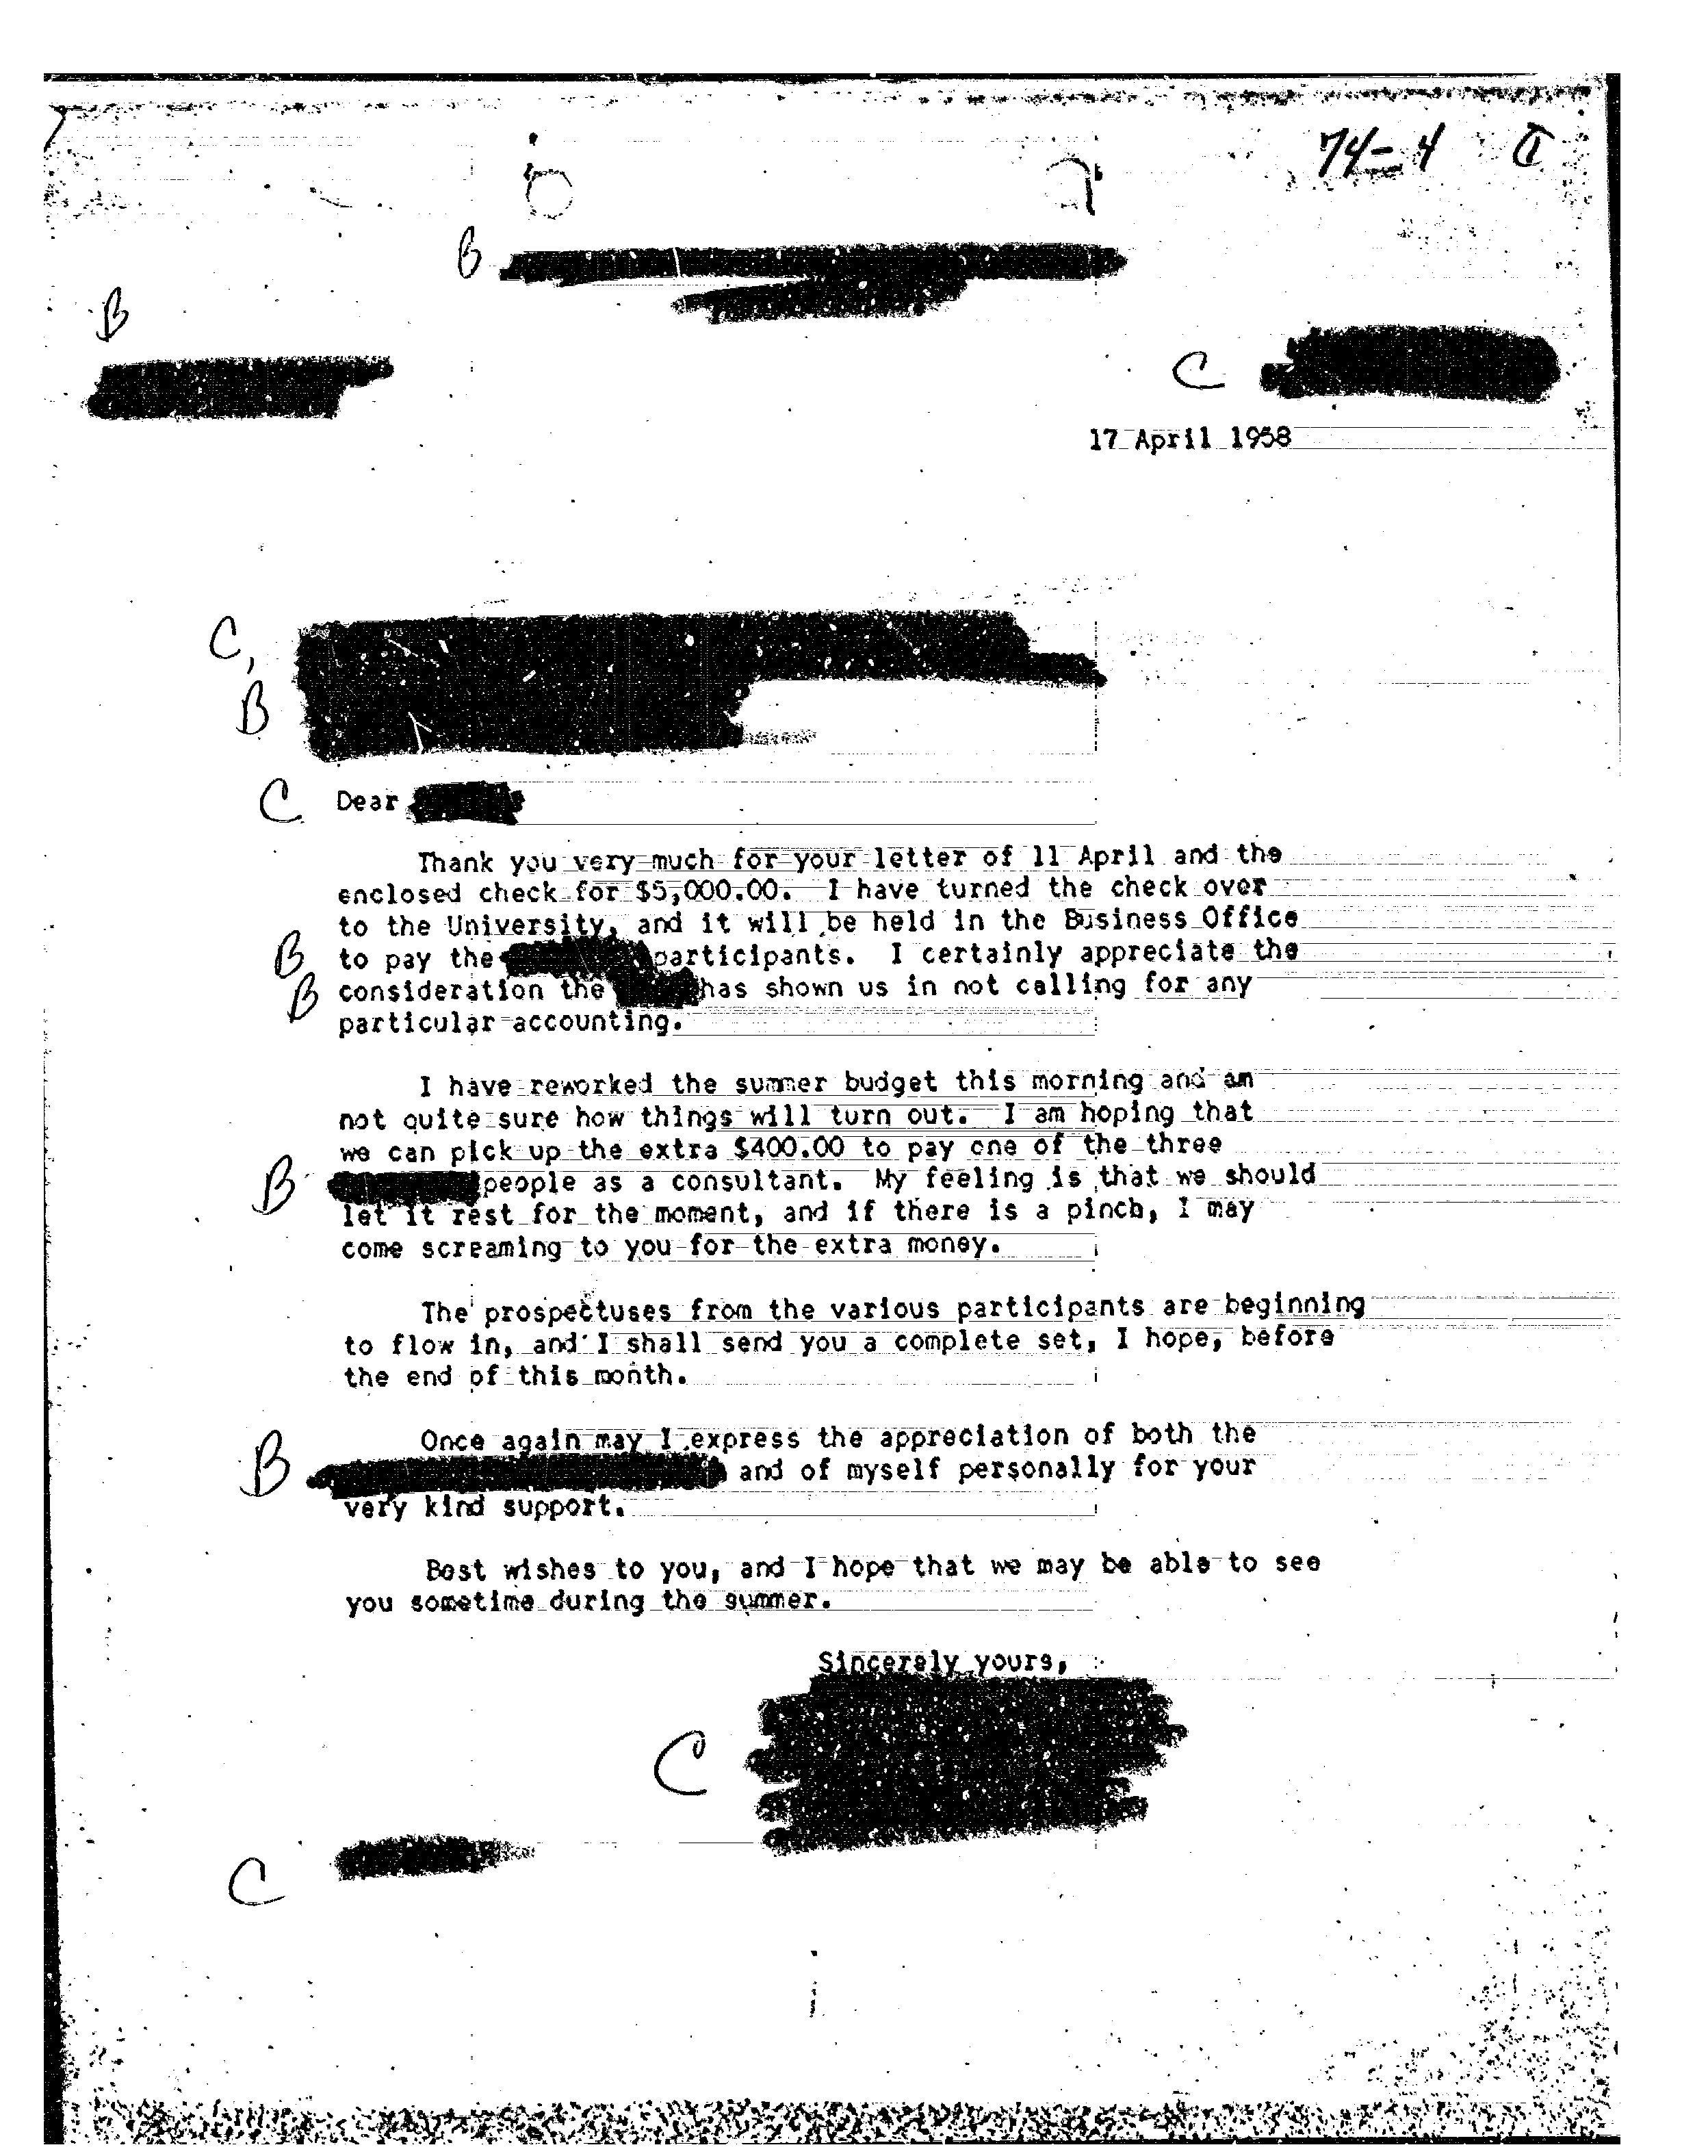 74-4
B
B
C
17 April 1958
C,
B
C Dear
Thank you very much for your letter of 11 April and the
enclosed check for $5,000.00. I have turned the check over
to the University, and it will be held in the Business Office
B to pay the participants. I certainly appreciate the
B consideration the has shown us in not calling for any
particular accounting.
I have reworked the summer budget this morning and am
not quite sure how things will turn out. I am hoping that
we can pick up the extra $400.00 to pay one of the three
B people as a consultant. My feeling is that we should
let it rest for the moment, and if there is a pinch, I may
come screaming to you for the extra money.
The prospectuses from the various participants are beginning
to flow in, and I shall send you a complete set, I hope, before
the end of this month.
Once again may I express the appreciation of both the
B and of myself personally for your
very kind support.
Best wishes to you, and I hope that we may be able to see
you sometime during the summer.
Sincerely yours,
C
C